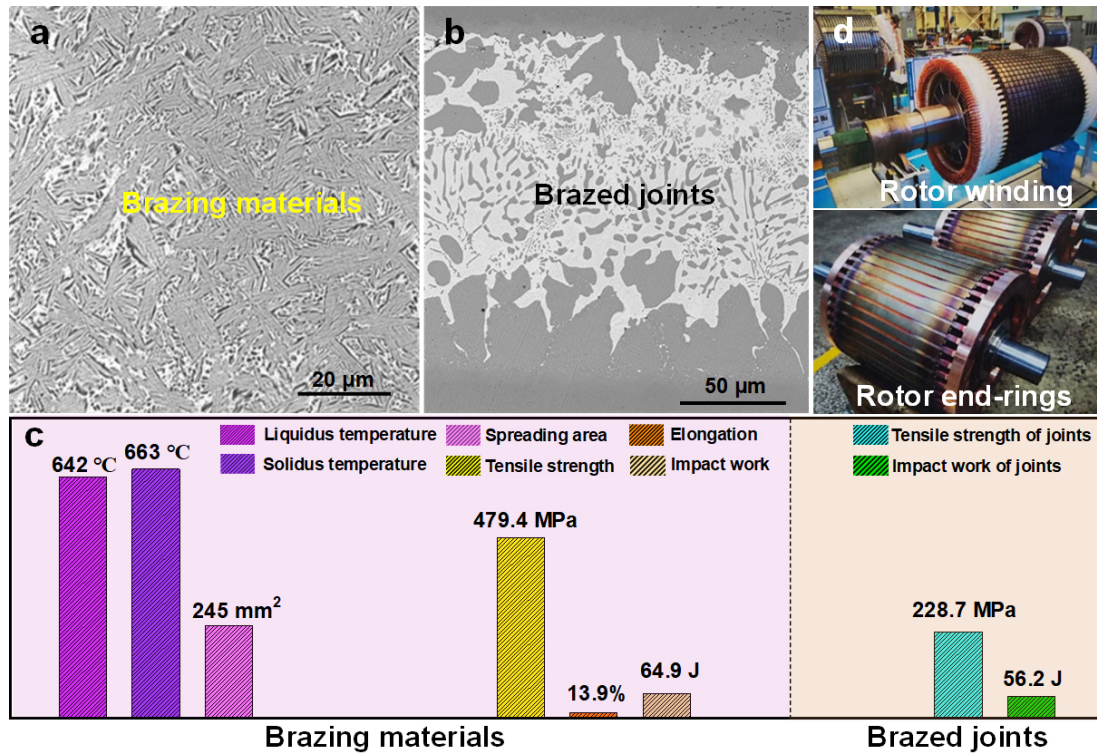 a
Brazing materials
20 μm
b
Brazed joints
50 μm
d
Rotor winding
Rotor end-rings
c
Liquidus temperature
Solidus temperature
Spreading area
Tensile strength
Elongation
Impact work
Tensile strength of joints
Impact work of joints
642 °C
663 °C
245 mm²
479.4 MPa
13.9%
64.9 J
228.7 MPa
56.2 J
Brazing materials
Brazed joints